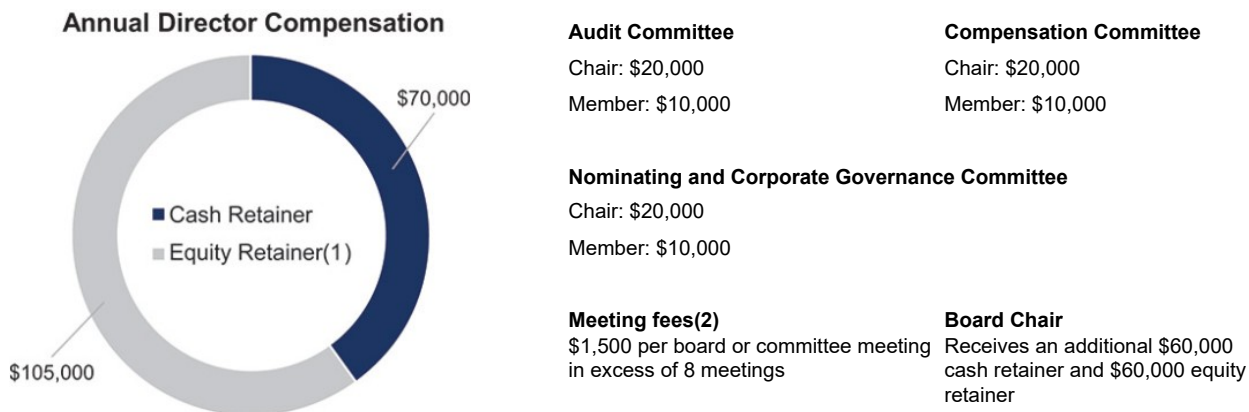 Annual Director Compensation
$70,000
Cash Retainer
Equity Retainer(1)
$105,000
Audit Committee
Chair: $20,000
Member: $10,000
Compensation Committee
Chair: $20,000
Member: $10,000
Nominating and Corporate Governance Committee
Chair: $20,000
Member: $10,000
Meeting fees(2)
$1,500 per board or committee meeting
in excess of 8 meetings
Board Chair
Receives an additional $60,000
cash retainer and $60,000 equity
retainer